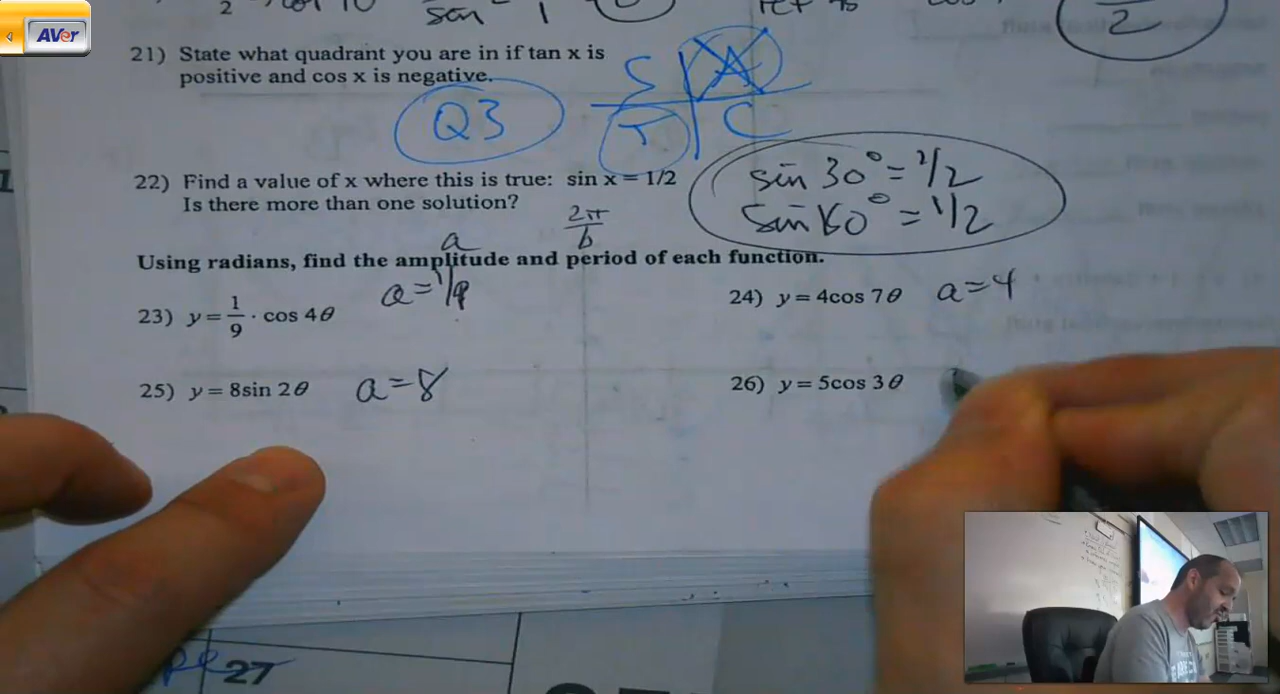 AVer
21) State what quadrant you are in if tan x is
positive and cos x is negative.
S A
T C
Q3
sin 30° = 1/2
22) Find a value of x where this is true: sin x = 1/2
Is there more than one solution?
sin 150° = 1/2
a
2π/b
Using radians, find the amplitude and period of each function.
23) y = 1/9 · cos 4θ a = 1/9
24) y = 4cos 7θ a = 4
25) y = 8sin 2θ a = 8
26) y = 5cos 3θ
27